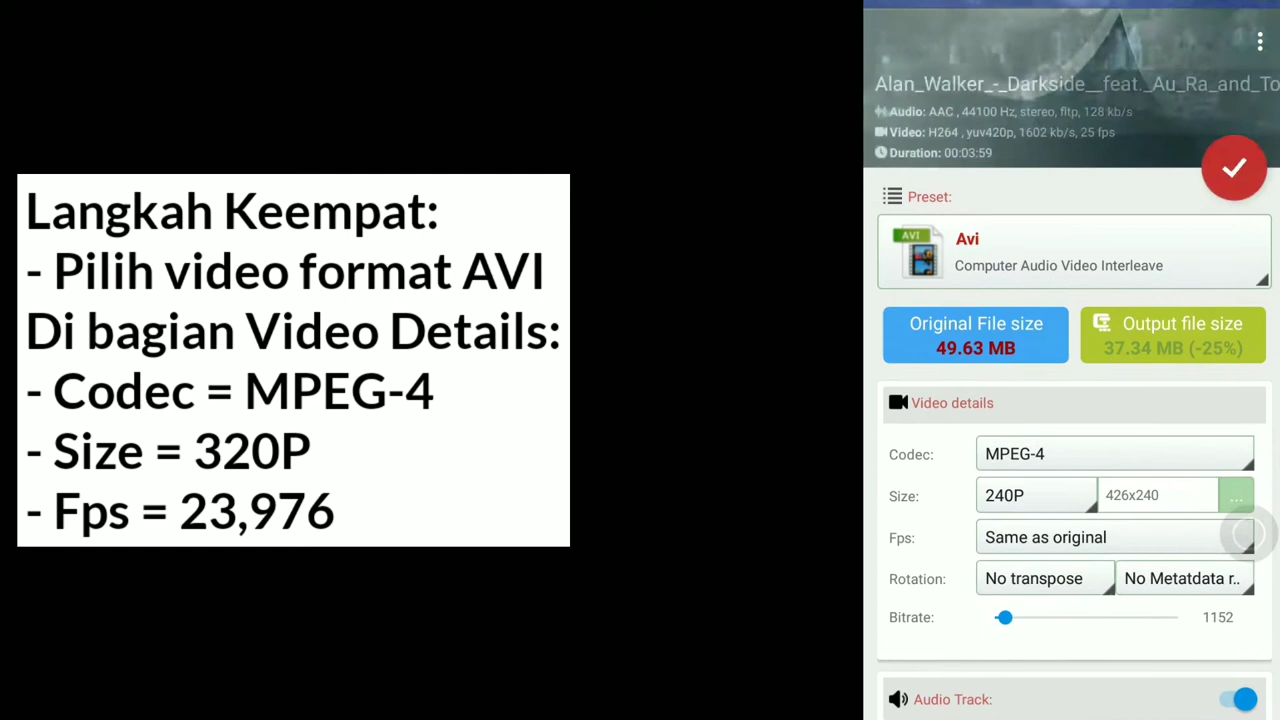 Langkah Keempat:
- Pilih video format AVI
Di bagian Video Details:
- Codec = MPEG-4
- Size = 320P
- Fps = 23,976
Alan_Walker_-_Darkside__feat._Au_Ra_and_To
Audio: AAC , 44100 Hz, stereo, fltp, 128 kb/s
Video: H264 , yuv420p, 1602 kb/s, 25 fps
Duration: 00:03:59
Preset:
AVI
Avi
Computer Audio Video Interleave
Original File size
49.63 MB
Output file size
37.34 MB (-25%)
Video details
Codec: MPEG-4
Size: 240P 426x240 ...
Fps: Same as original
Rotation: No transpose No Metatdata r..
Bitrate: 1152
Audio Track: